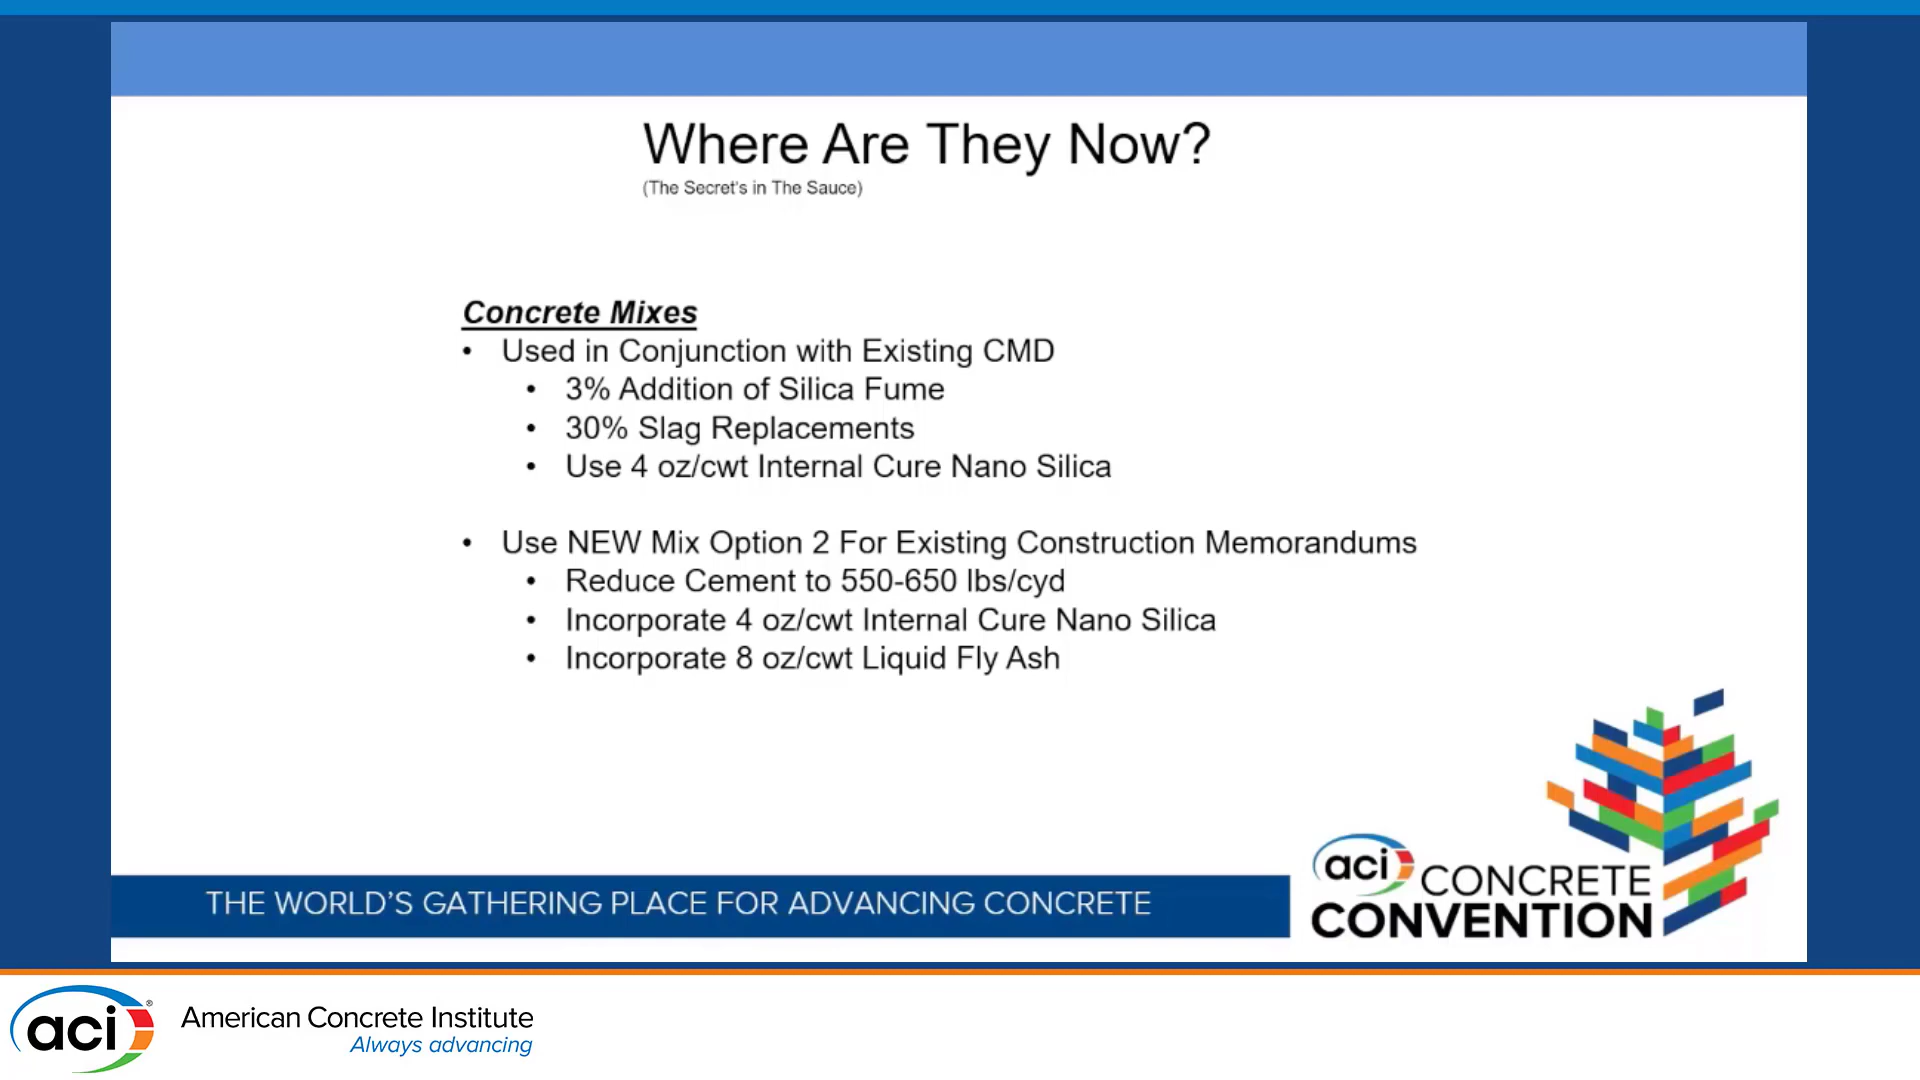 Where Are They Now?
(The Secret's in The Sauce)
Concrete Mixes
• Used in Conjunction with Existing CMD
• 3% Addition of Silica Fume
• 30% Slag Replacements
• Use 4 oz/cwt Internal Cure Nano Silica
• Use NEW Mix Option 2 For Existing Construction Memorandums
• Reduce Cement to 550-650 lbs/cyd
• Incorporate 4 oz/cwt Internal Cure Nano Silica
• Incorporate 8 oz/cwt Liquid Fly Ash
THE WORLD'S GATHERING PLACE FOR ADVANCING CONCRETE
aci CONCRETE
CONVENTION
aci®
American Concrete Institute
Always advancing